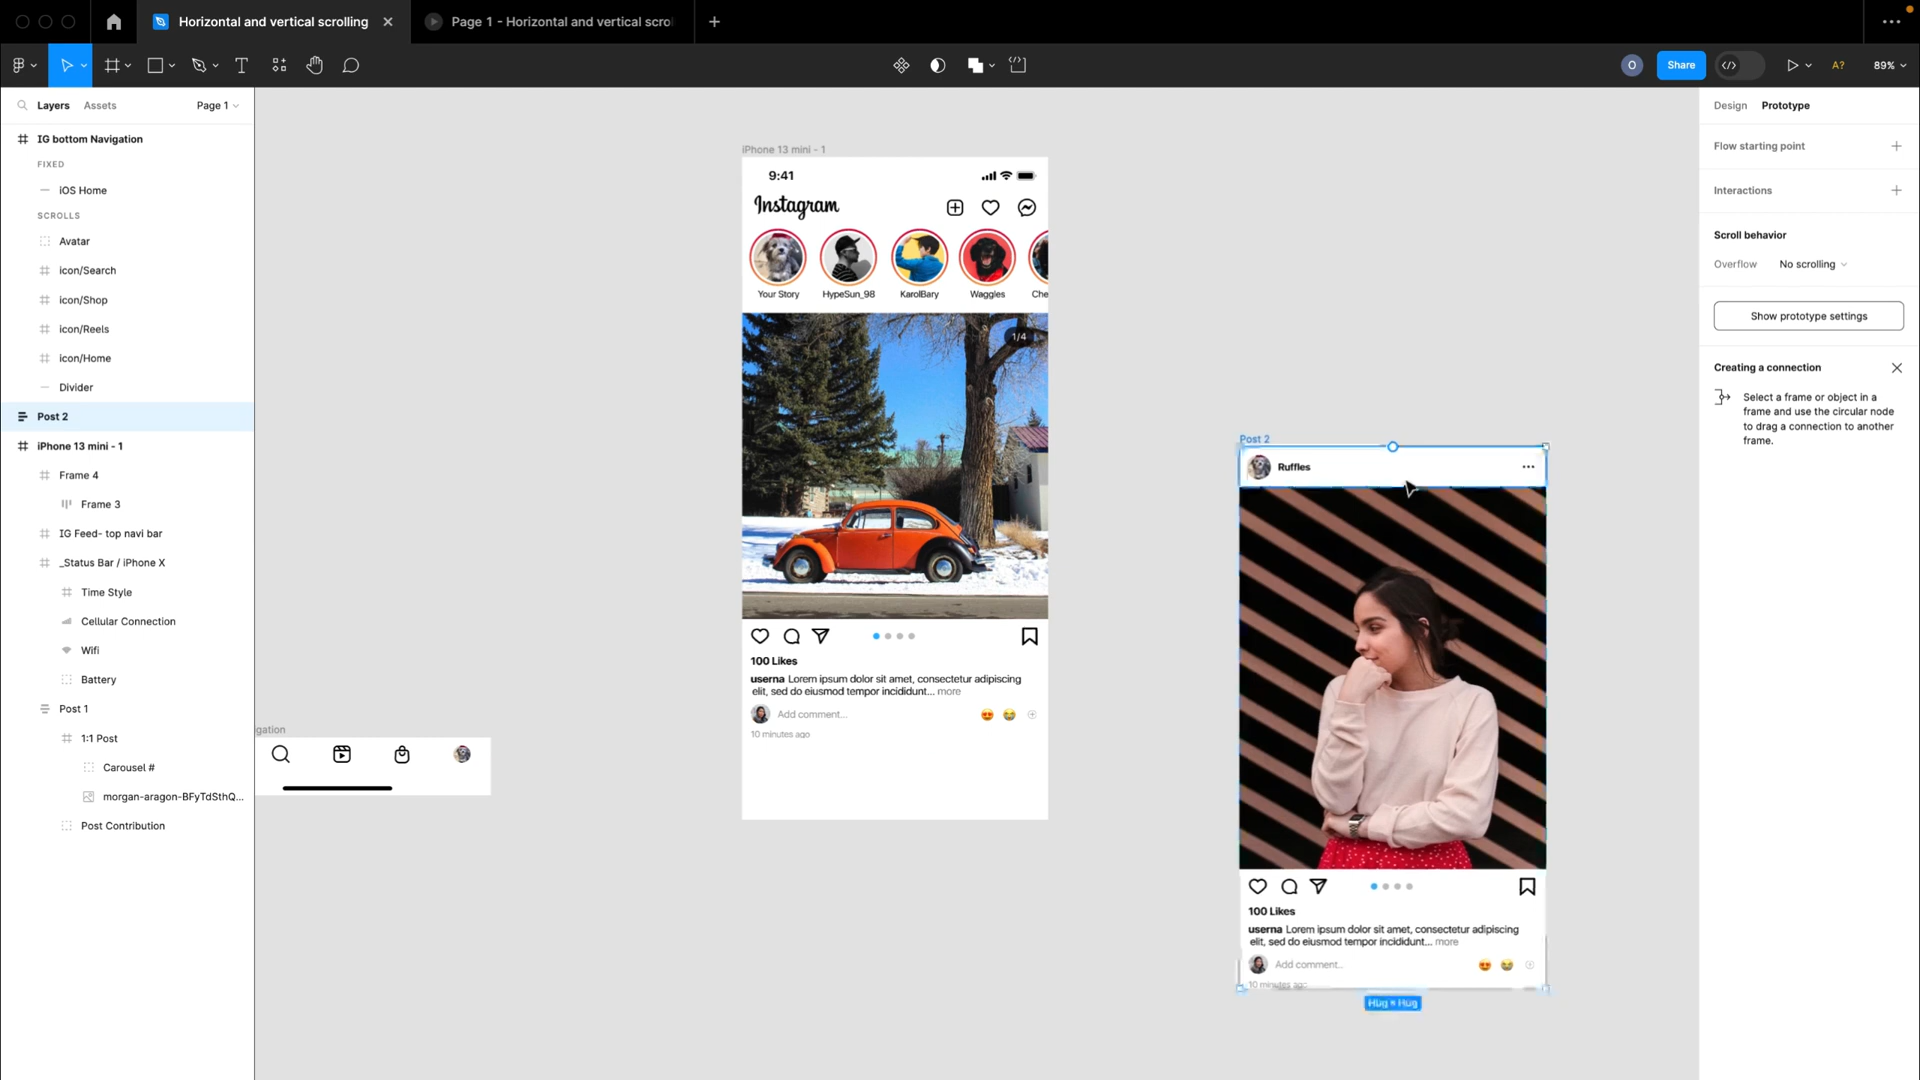 Horizontal and vertical scrolling
Page 1 - Horizontal and vertical scro
Share
A?
89%
O
Layers
Assets
Page 1
IG bottom Navigation
FIXED
iOS Home
SCROLLS
Avatar
icon/Search
icon/Shop
icon/Reels
icon/Home
Divider
Post 2
iPhone 13 mini - 1
Frame 4
Frame 3
IG Feed- top navi bar
_Status Bar / iPhone X
Time Style
Cellular Connection
Wifi
Battery
Post 1
1:1 Post
Carousel #
morgan-aragon-BFyTdSthQ...
Post Contribution
gation
iPhone 13 mini - 1
9:41
Instagram
Your Story
HypeSun_98
KarolBary
Waggles
Che
1/4
100 Likes
userna Lorem ipsum dolor sit amet, consectetur adipiscing
elit, sed do eiusmod tempor incididunt... more
Add comment...
10 minutes ago
Post 2
Ruffles
100 Likes
userna Lorem ipsum dolor sit amet, consectetur adipiscing
elit, sed do eiusmod tempor incididunt... more
Add comment..
10 minutes ago
Hug × Hug
Design
Prototype
Flow starting point
Interactions
Scroll behavior
Overflow
No scrolling
Show prototype settings
Creating a connection
Select a frame or object in a
frame and use the circular node
to drag a connection to another
frame.